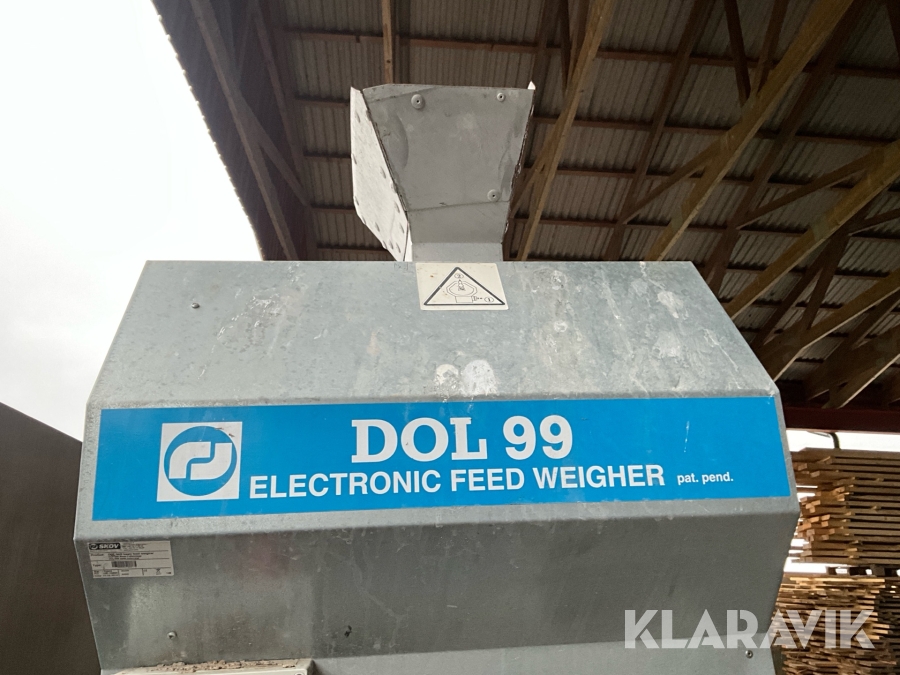 DOL 99
ELECTRONIC FEED WEIGHER pat. pend.
SKOV
KLARAVIK